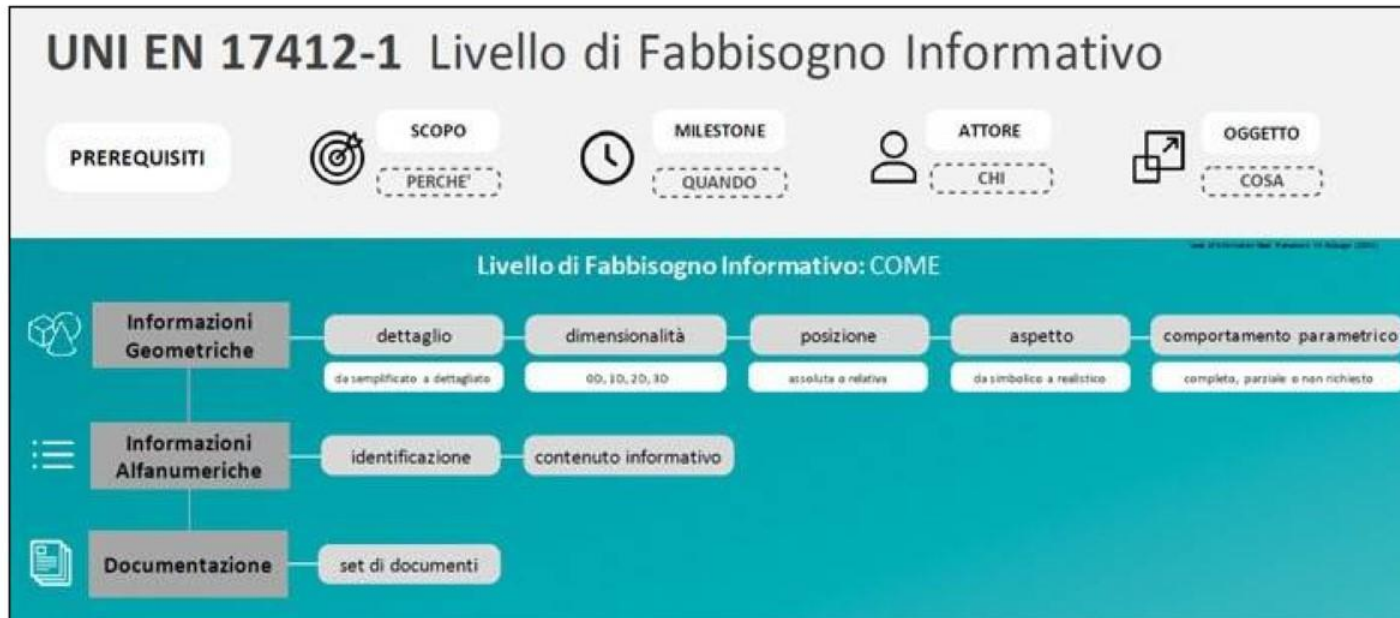 UNI EN 17412-1 Livello di Fabbisogno Informativo
PREREQUISITI
SCOPO
PERCHE'
MILESTONE
QUANDO
ATTORE
CHI
OGGETTO
COSA
Livello di Fabbisogno Informativo: COME
Informazioni
Geometriche
dettaglio
da semplificato a dettagliato
dimensionalità
0D, 1D, 2D, 3D
posizione
assoluta o relativa
aspetto
da simbolico a realistico
comportamento parametrico
completo, parziale o non richiesto
Informazioni
Alfanumeriche
identificazione
contenuto informativo
Documentazione
set di documenti